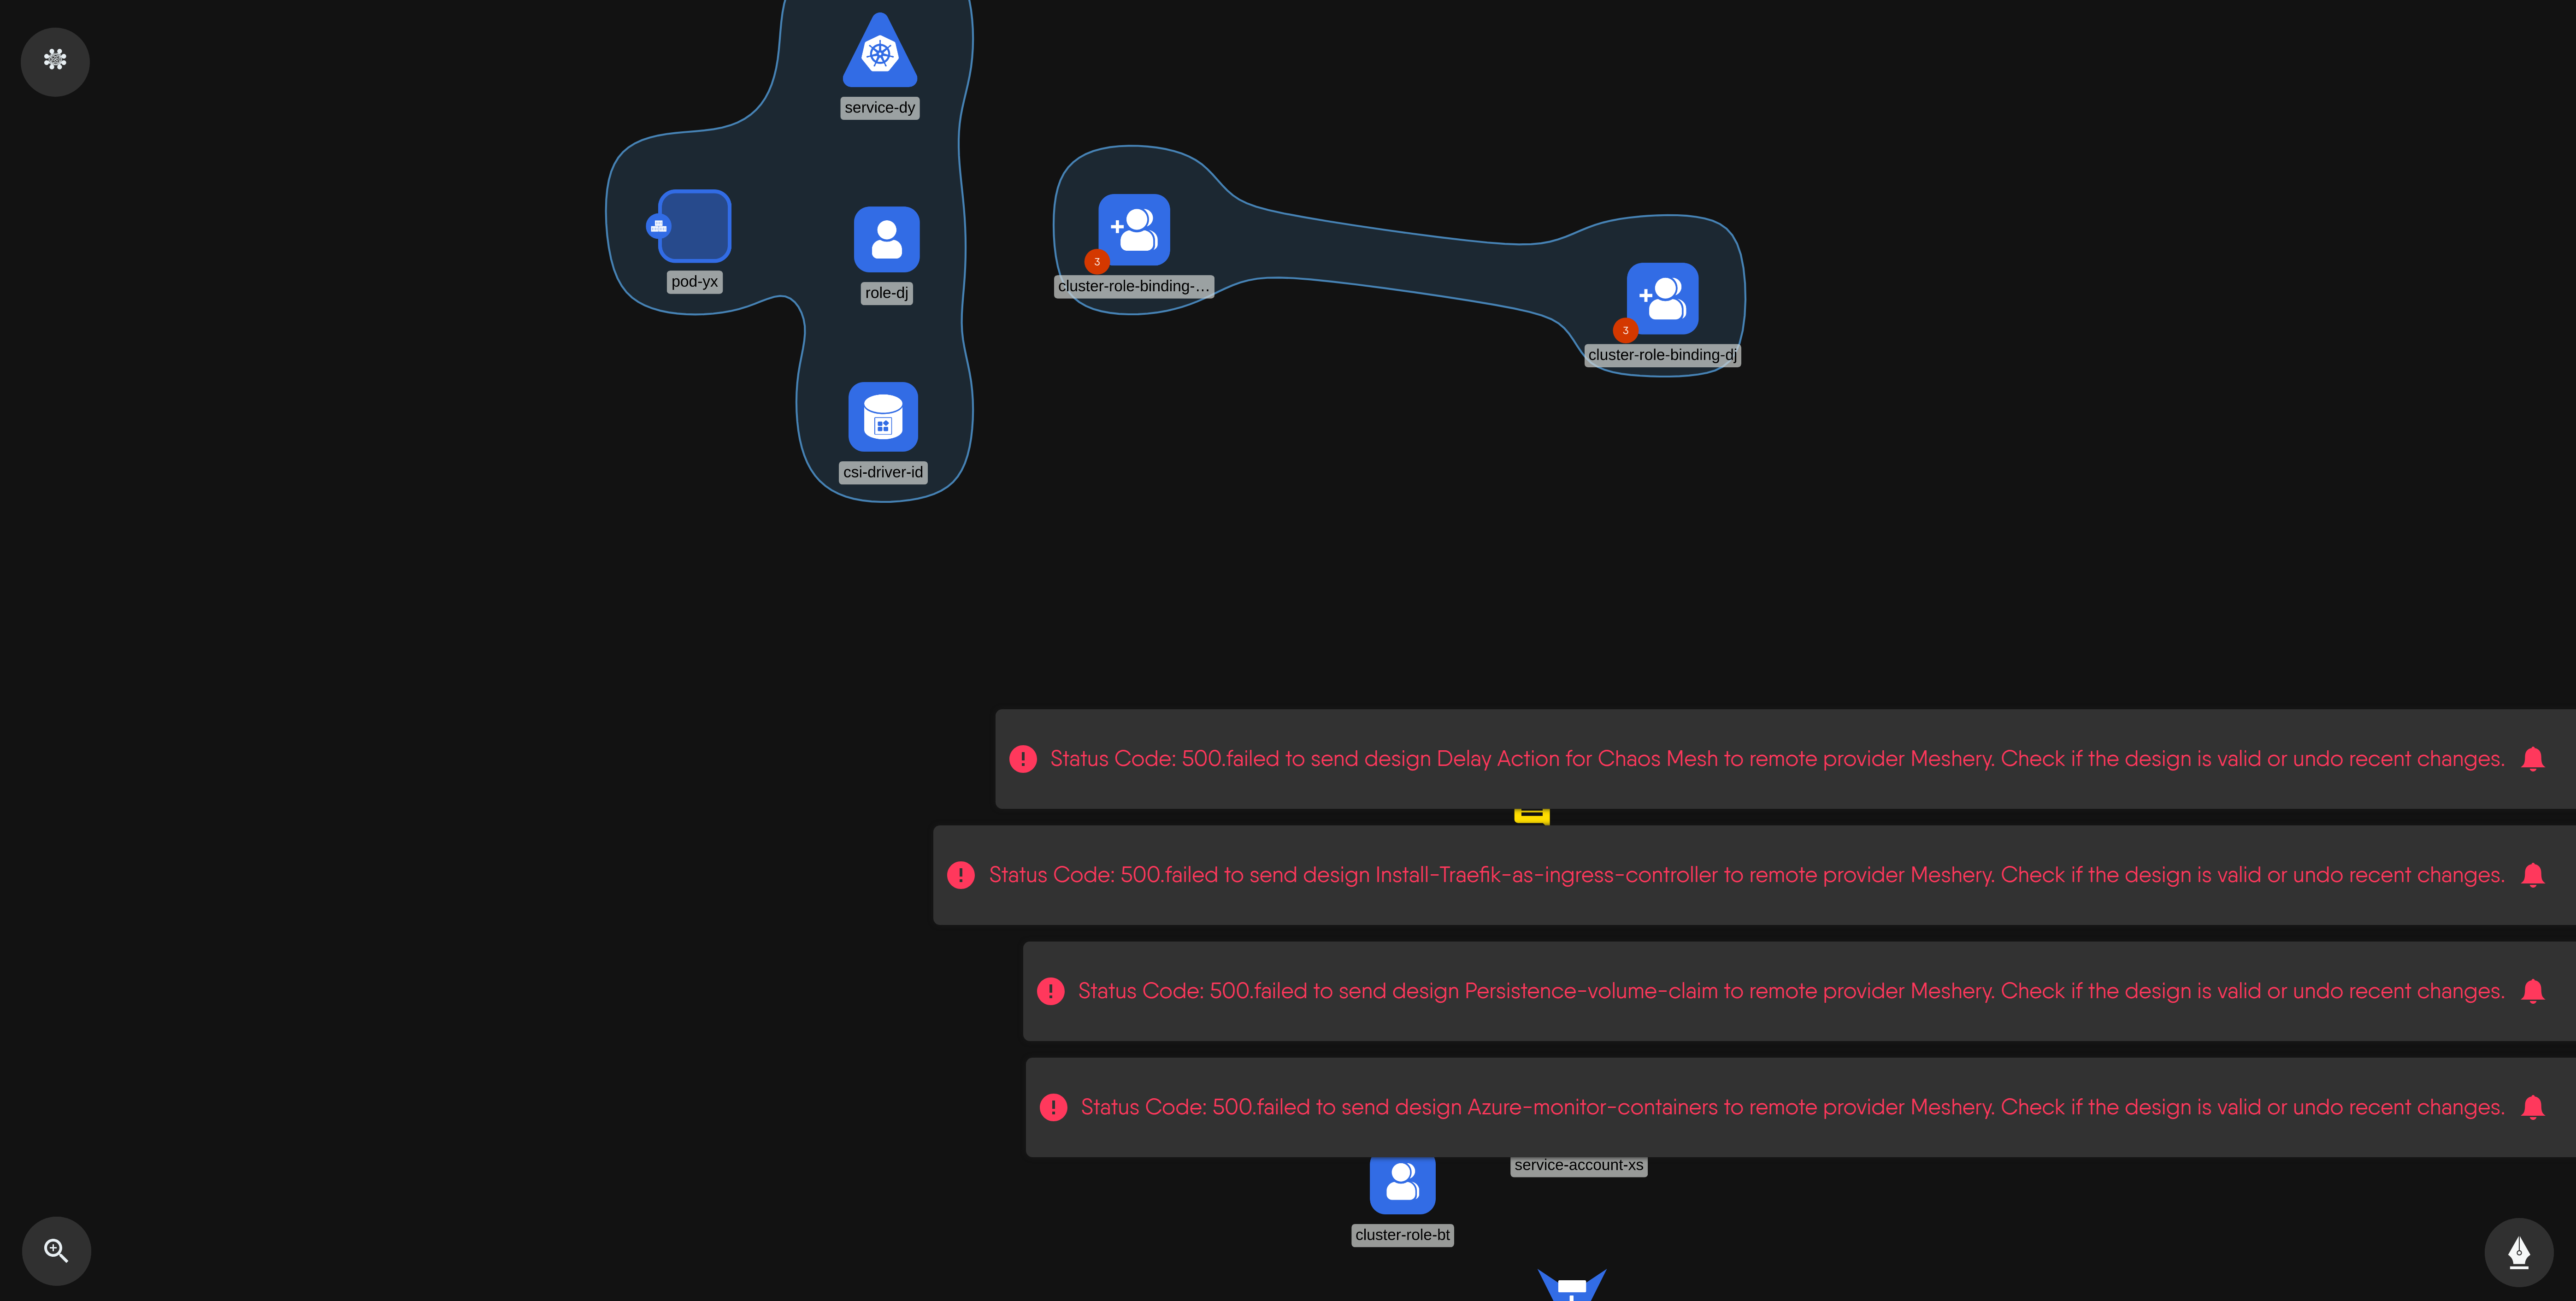 service-dy
pod-yx
role-dj
csi-driver-id
3
cluster-role-binding-...
3
cluster-role-binding-dj
Status Code: 500.failed to send design Delay Action for Chaos Mesh to remote provider Meshery. Check if the design is valid or undo recent changes.
Status Code: 500.failed to send design Install-Traefik-as-ingress-controller to remote provider Meshery. Check if the design is valid or undo recent changes.
Status Code: 500.failed to send design Persistence-volume-claim to remote provider Meshery. Check if the design is valid or undo recent changes.
Status Code: 500.failed to send design Azure-monitor-containers to remote provider Meshery. Check if the design is valid or undo recent changes.
service-account-xs
cluster-role-bt